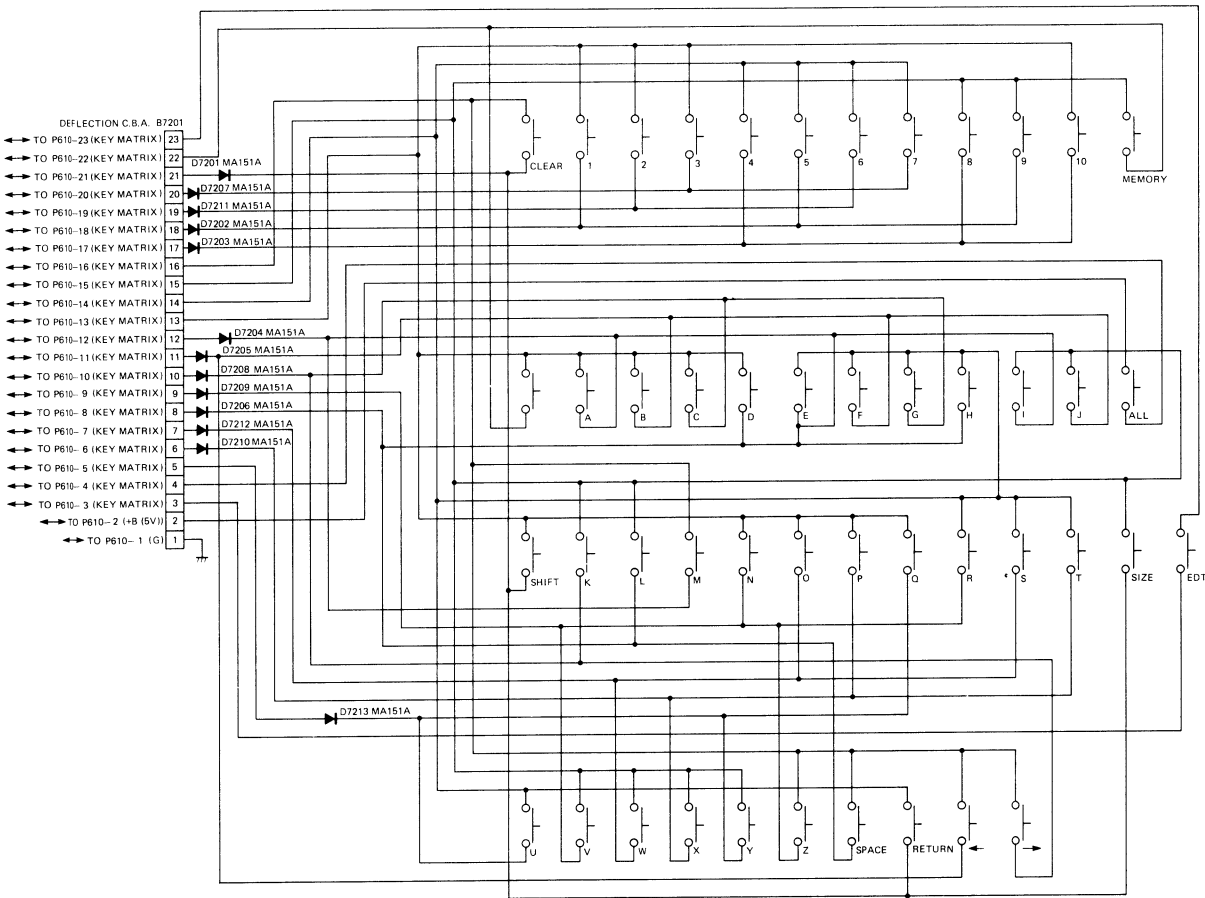 DEFLECTION C.B.A. B7201
TO P610-23 (KEY MATRIX) 23
TO P610-22 (KEY MATRIX) 22
D7201 MA151A
TO P610-21 (KEY MATRIX) 21
TO P610-20 (KEY MATRIX) 20 D7207 MA151A
TO P610-19 (KEY MATRIX) 19 D7211 MA151A
TO P610-18 (KEY MATRIX) 18 D7202 MA151A
TO P610-17 (KEY MATRIX) 17 D7203 MA151A
TO P610-16 (KEY MATRIX) 16
TO P610-15 (KEY MATRIX) 15
TO P610-14 (KEY MATRIX) 14
TO P610-13 (KEY MATRIX) 13
TO P610-12 (KEY MATRIX) 12 D7204 MA151A
TO P610-11 (KEY MATRIX) 11 D7205 MA151A
TO P610-10 (KEY MATRIX) 10 D7208 MA151A
TO P610- 9 (KEY MATRIX) 9 D7209 MA151A
TO P610- 8 (KEY MATRIX) 8 D7206 MA151A
TO P610- 7 (KEY MATRIX) 7 D7212 MA151A
TO P610- 6 (KEY MATRIX) 6 D7210 MA151A
TO P610- 5 (KEY MATRIX) 5
TO P610- 4 (KEY MATRIX) 4
TO P610- 3 (KEY MATRIX) 3
TO P610- 2 (+B (5V)) 2
TO P610- 1 (G) 1
CLEAR 1 2 3 4 5 6 7 8 9 10 MEMORY
A B C D E F G H I J ALL
SHIFT K L M N O P Q R S T SIZE EDT
D7213 MA151A
U V W X Y Z SPACE RETURN ← →